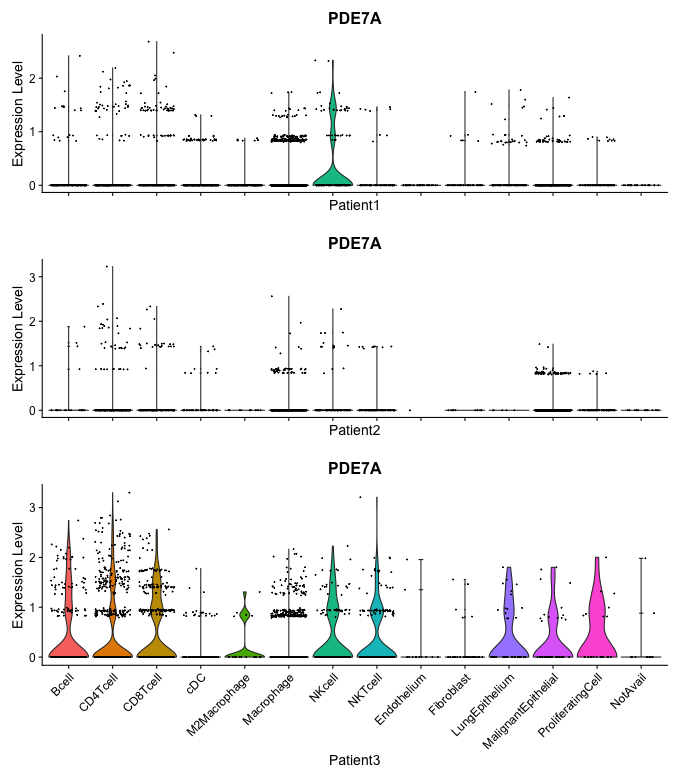 PDE7A
Expression Level
2
1
0
Patient1
PDE7A
Expression Level
3
2
1
0
Patient2
PDE7A
Expression Level
3
2
1
0
Bcell
CD4Tcell
CD8Tcell
cDC
M2Macrophage
Macrophage
NKcell
NKTcell
Endothelium
Fibroblast
LungEpithelium
MalignantEpithelial
ProliferatingCell
NotAvail
Patient3